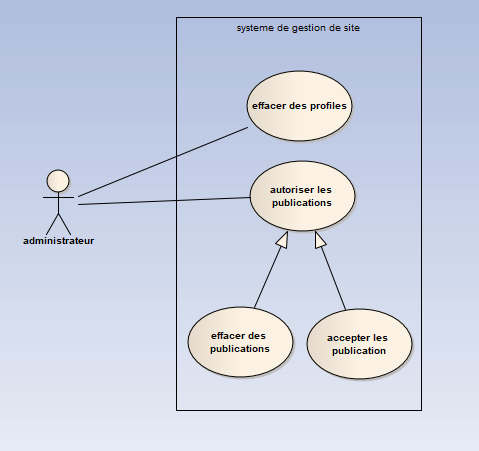 systeme de gestion de site
effacer des profiles
autoriser les
publications
administrateur
effacer des
publications
accepter les
publication